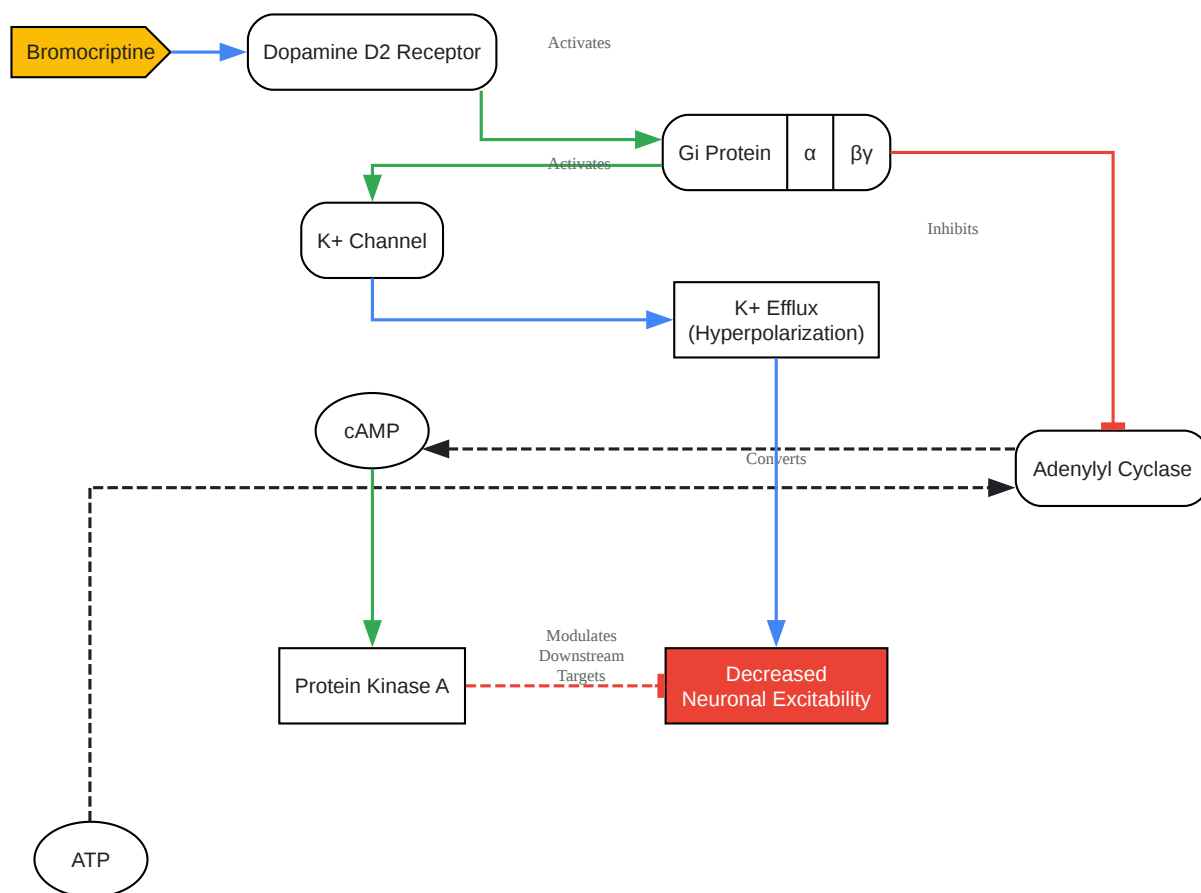 Bromocriptine
Dopamine D2 Receptor
Activates
Gi Protein
α
βγ
Activates
K+ Channel
Inhibits
K+ Efflux
(Hyperpolarization)
cAMP
Converts
Adenylyl Cyclase
Modulates
Downstream
Targets
Protein Kinase A
Decreased
Neuronal Excitability
ATP